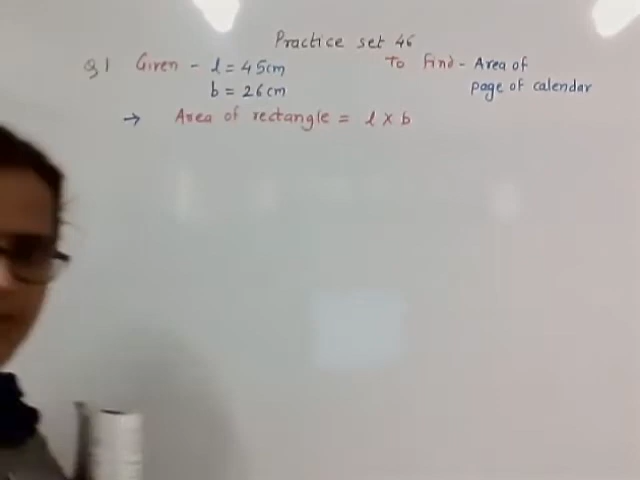 Practice set 46
Q1 Given - l = 45cm To find - Area of
b = 26cm page of calendar
→ Area of rectangle = l × b